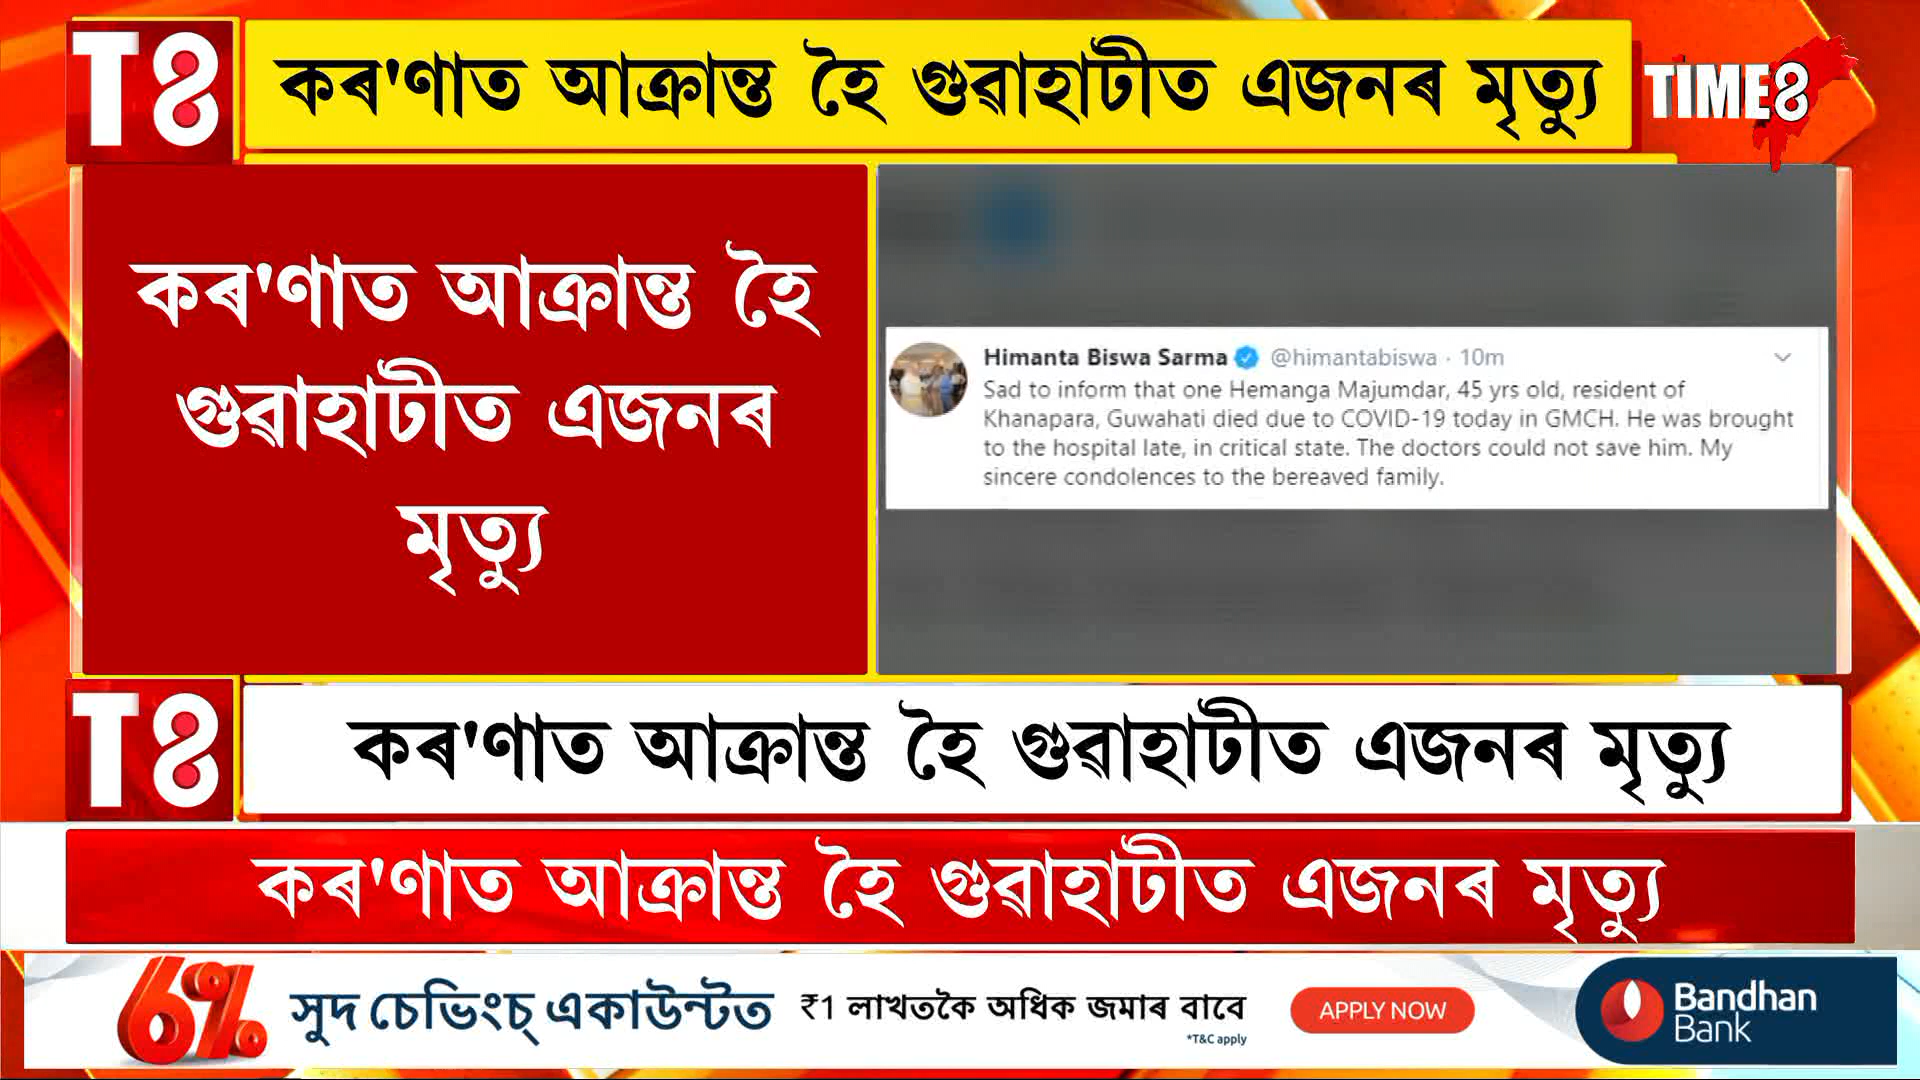 T8
কৰ'ণাত আক্ৰান্ত হৈ গুৱাহাটীত এজনৰ মৃত্যু
TIME8
কৰ'ণাত আক্ৰান্ত হৈ
গুৱাহাটীত এজনৰ
মৃত্যু
Himanta Biswa Sarma @himantabiswa · 10m
Sad to inform that one Hemanga Majumdar, 45 yrs old, resident of
Khanapara, Guwahati died due to COVID-19 today in GMCH. He was brought
to the hospital late, in critical state. The doctors could not save him. My
sincere condolences to the bereaved family.
T8
কৰ'ণাত আক্ৰান্ত হৈ গুৱাহাটীত এজনৰ মৃত্যু
কৰ'ণাত আক্ৰান্ত হৈ গুৱাহাটীত এজনৰ মৃত্যু
6% সুদ চেভিংচ্ একাউন্টত ₹1 লাখতকৈ অধিক জমাৰ বাবে
*T&C apply
APPLY NOW
Bandhan
Bank